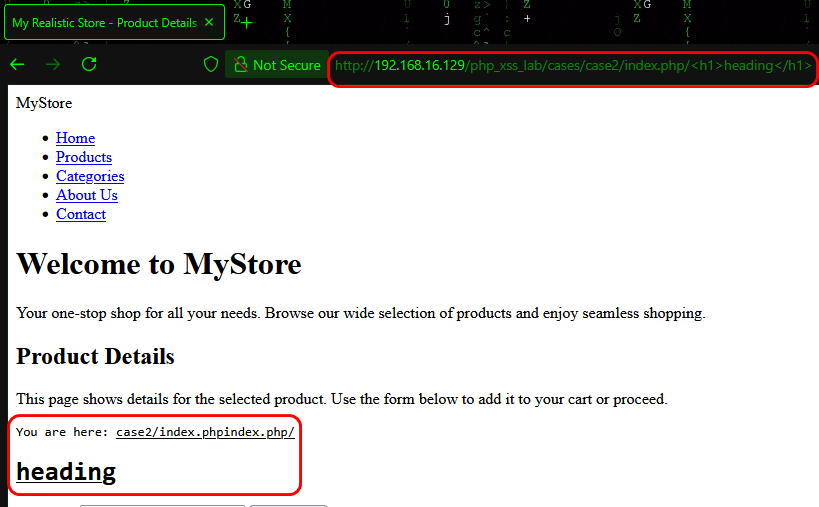 My Realistic Store - Product Details
Not Secure
http://192.168.16.129/php_xss_lab/cases/case2/index.php/<h1>heading</h1>
MyStore
Home
Products
Categories
About Us
Contact
Welcome to MyStore
Your one-stop shop for all your needs. Browse our wide selection of products and enjoy seamless shopping.
Product Details
This page shows details for the selected product. Use the form below to add it to your cart or proceed.
You are here: case2/index.phpindex.php/
heading